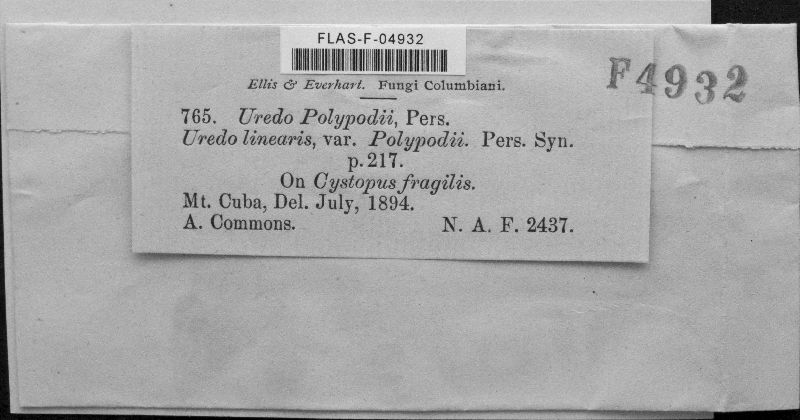 FLAS-F-04932
F4932
Ellis & Everhart. Fungi Columbiani.
765. Uredo Polypodii, Pers.
Uredo linearis, var. Polypodii. Pers. Syn.
p. 217.
On Cystopus fragilis.
Mt. Cuba, Del. July, 1894.
A. Commons. N. A. F. 2437.